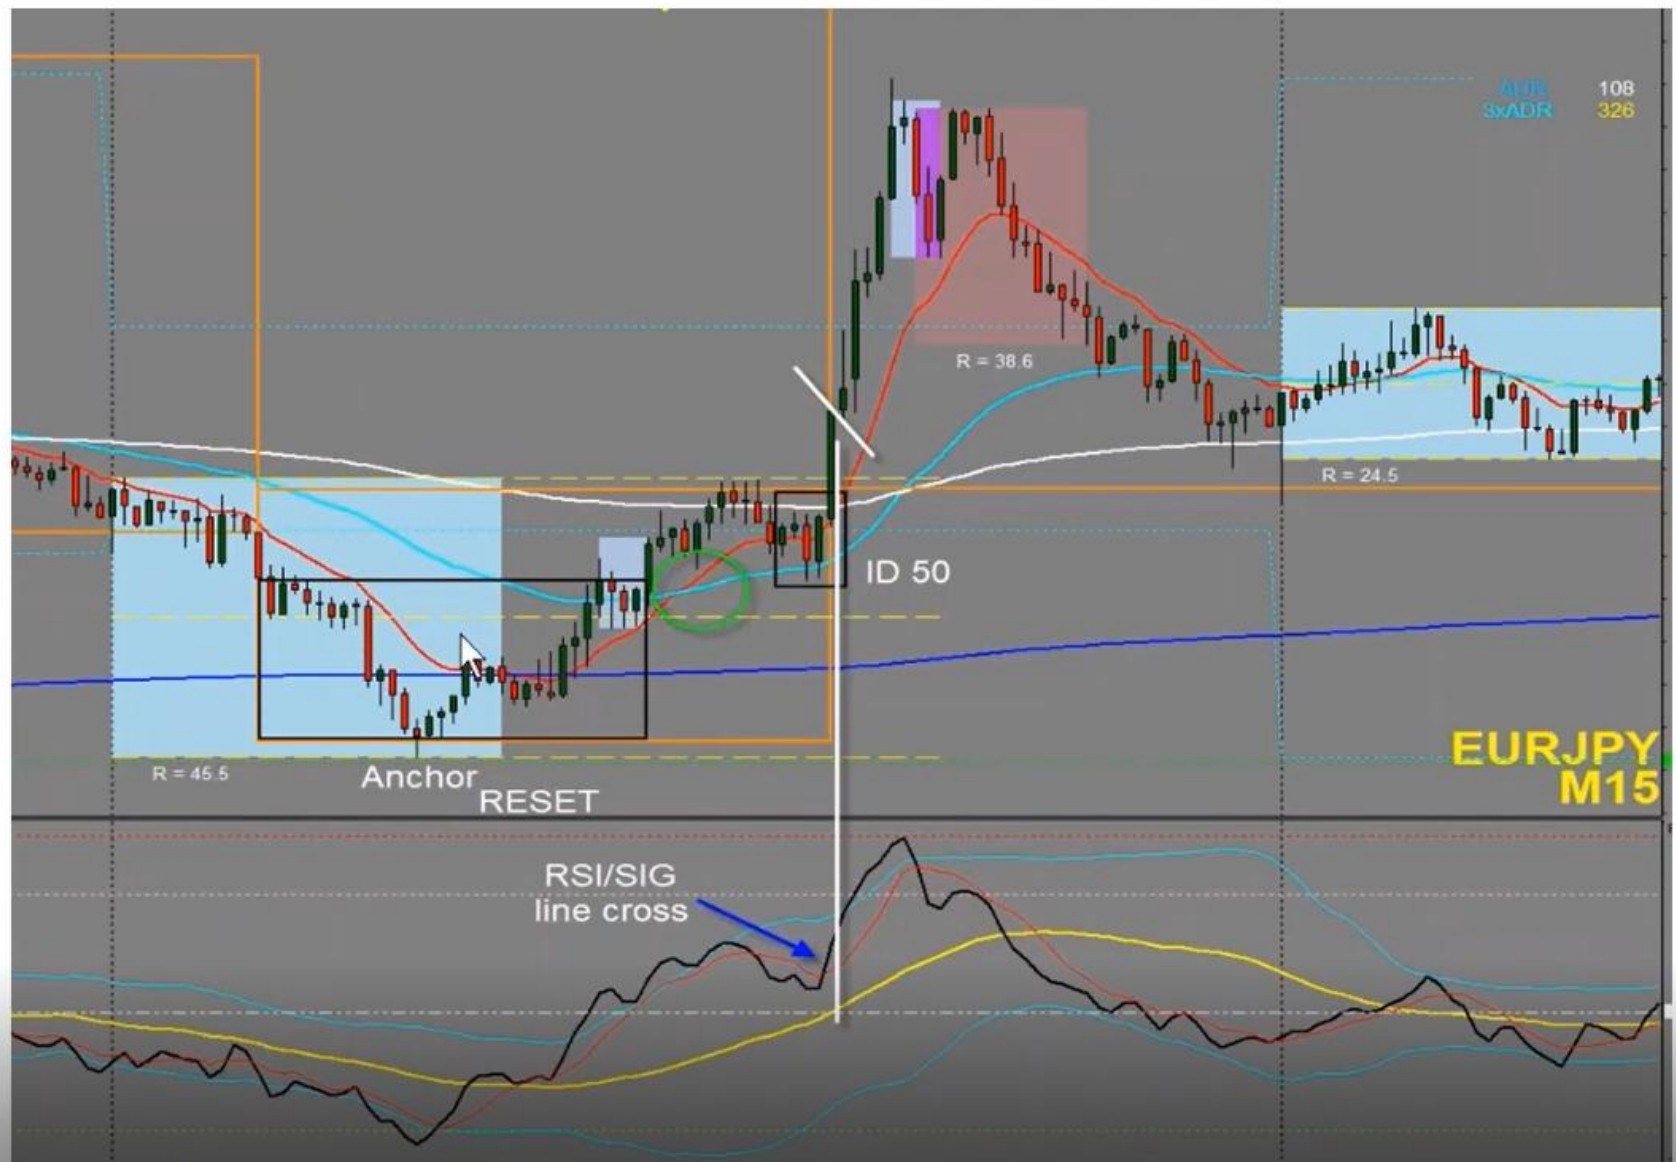 ADR 108
3xADR 326
R = 38.6
R = 24.5
ID 50
R = 45.5
Anchor
RESET
EURJPY
M15
RSI/SIG
line cross